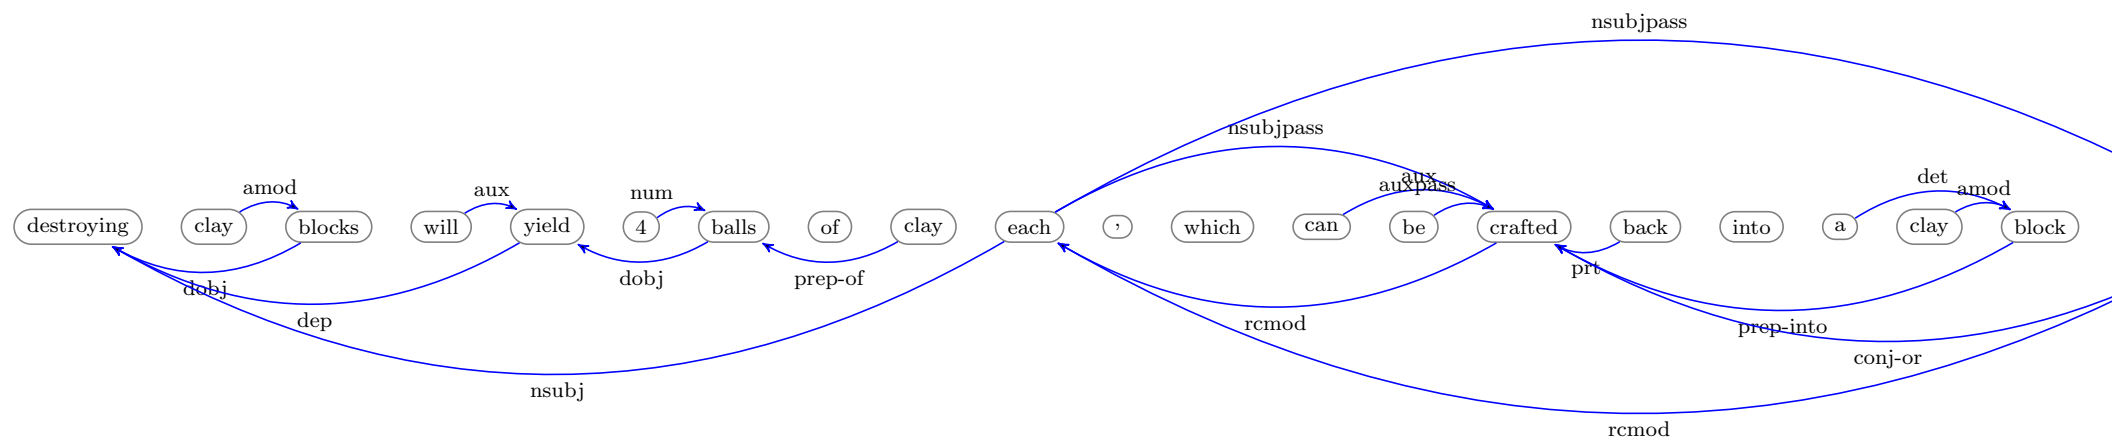 nsubjpass
nsubjpass
aux
auxpass
amod aux num det amod
destroying clay blocks will yield 4 balls of clay each , which can be crafted back into a clay block
dobj dobj prep-of prt
dep rcmod prep-into
conj-or
nsubj
rcmod